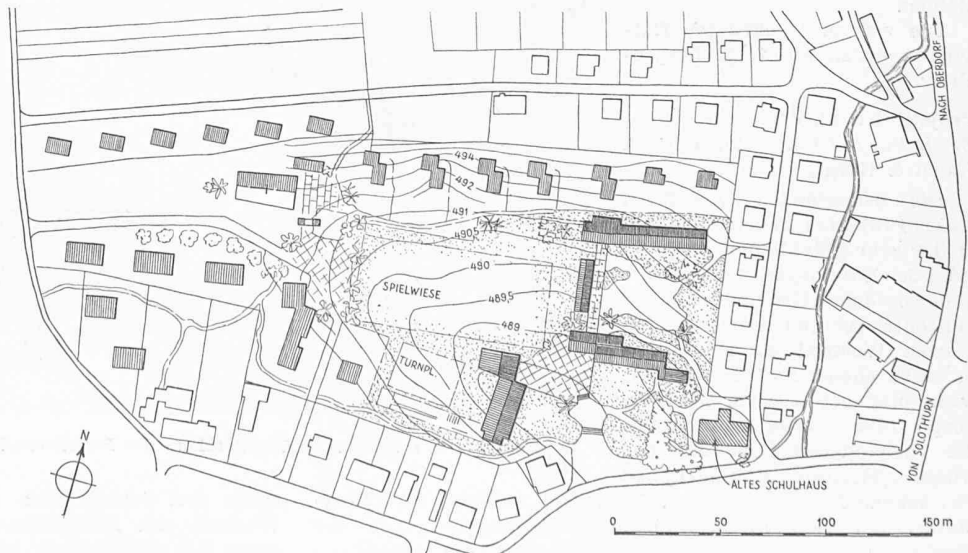 NACH OBERDORF
494
492
491
490.5
490
SPIELWIESE
489.5
489
TURNPL.
N
VON SOLOTHURN
ALTES SCHULHAUS
0 50 100 150 m